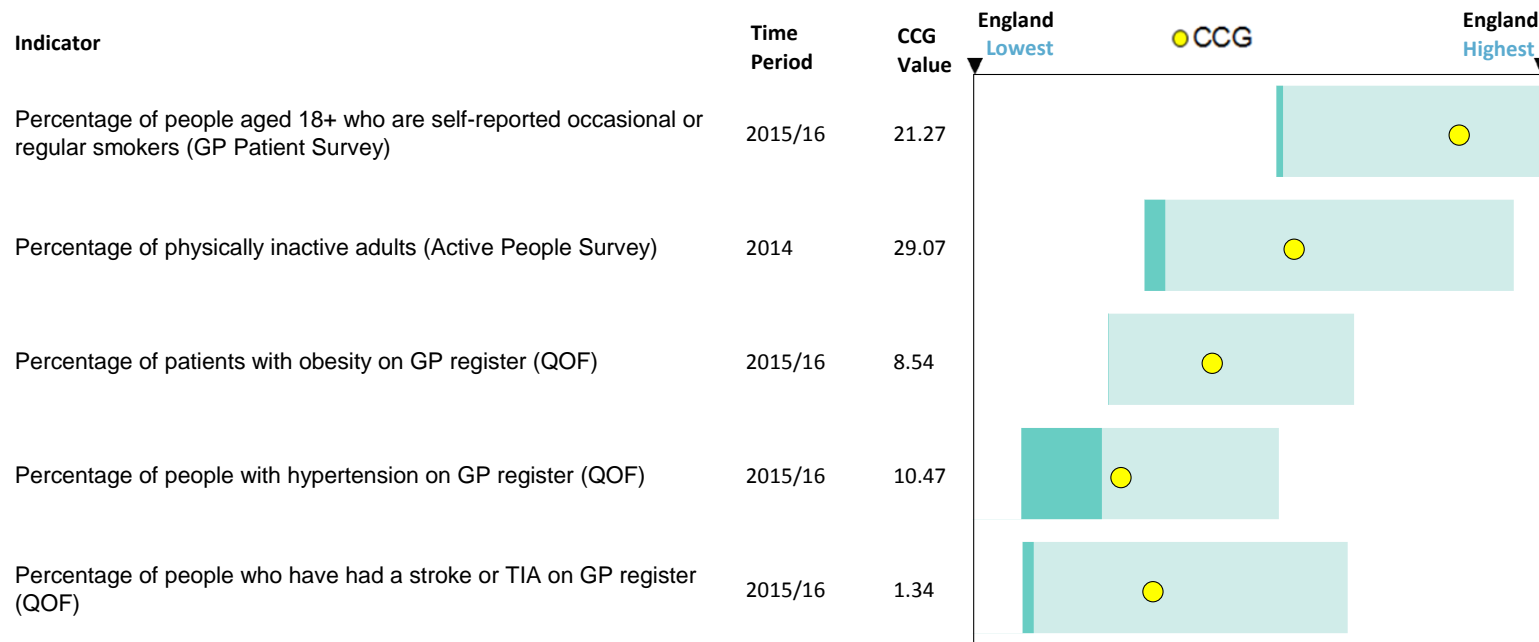 Indicator
Time
Period
CCG
Value
England
Lowest
CCG
England
Highest
Percentage of people aged 18+ who are self-reported occasional or
regular smokers (GP Patient Survey)
2015/16
21.27
Percentage of physically inactive adults (Active People Survey)
2014
29.07
Percentage of patients with obesity on GP register (QOF)
2015/16
8.54
Percentage of people with hypertension on GP register (QOF)
2015/16
10.47
Percentage of people who have had a stroke or TIA on GP register
(QOF)
2015/16
1.34